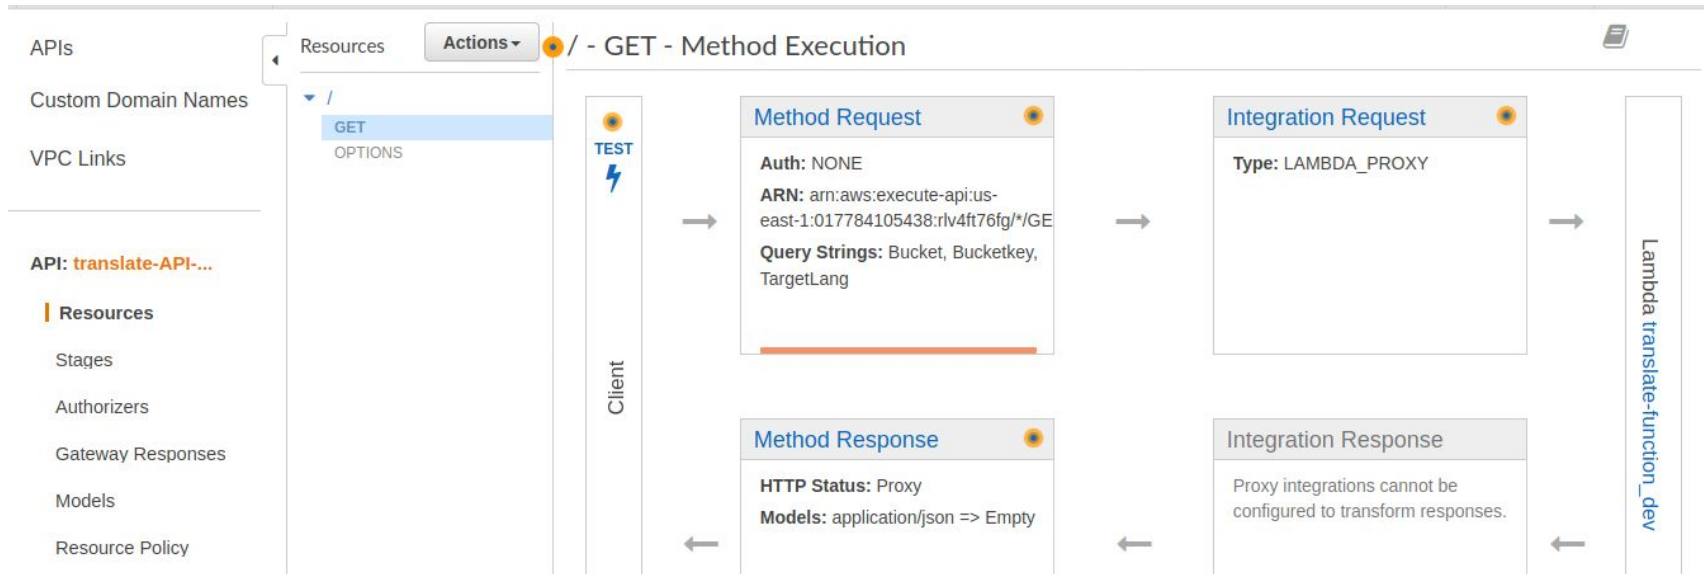 APIs
Custom Domain Names
VPC Links
API: translate-API-...
Resources
Stages
Authorizers
Gateway Responses
Models
Resource Policy
Resources
Actions
/
GET
OPTIONS
/ - GET - Method Execution
TEST
Client
Method Request
Auth: NONE
ARN: arn:aws:execute-api:us-
east-1:017784105438:rlv4ft76fg/*/GE
Query Strings: Bucket, Bucketkey,
TargetLang
Integration Request
Type: LAMBDA_PROXY
Method Response
HTTP Status: Proxy
Models: application/json => Empty
Integration Response
Proxy integrations cannot be
configured to transform responses.
Lambda translate-function_dev